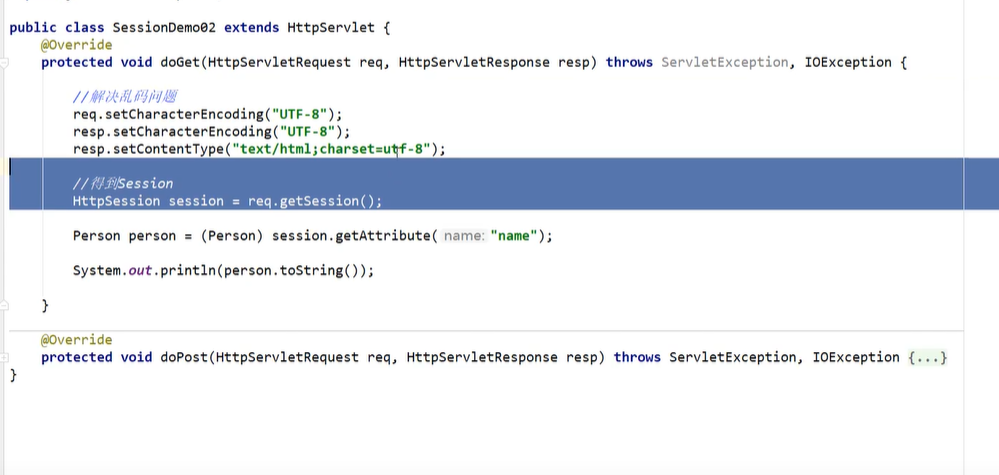 public class SessionDemo02 extends HttpServlet {
@Override
protected void doGet(HttpServletRequest req, HttpServletResponse resp) throws ServletException, IOException {
//解决乱码问题
req.setCharacterEncoding("UTF-8");
resp.setCharacterEncoding("UTF-8");
resp.setContentType("text/html;charset=utf-8");
//得到Session
HttpSession session = req.getSession();
Person person = (Person) session.getAttribute( name: "name");
System.out.println(person.toString());
}
@Override
protected void doPost(HttpServletRequest req, HttpServletResponse resp) throws ServletException, IOException {...}
}